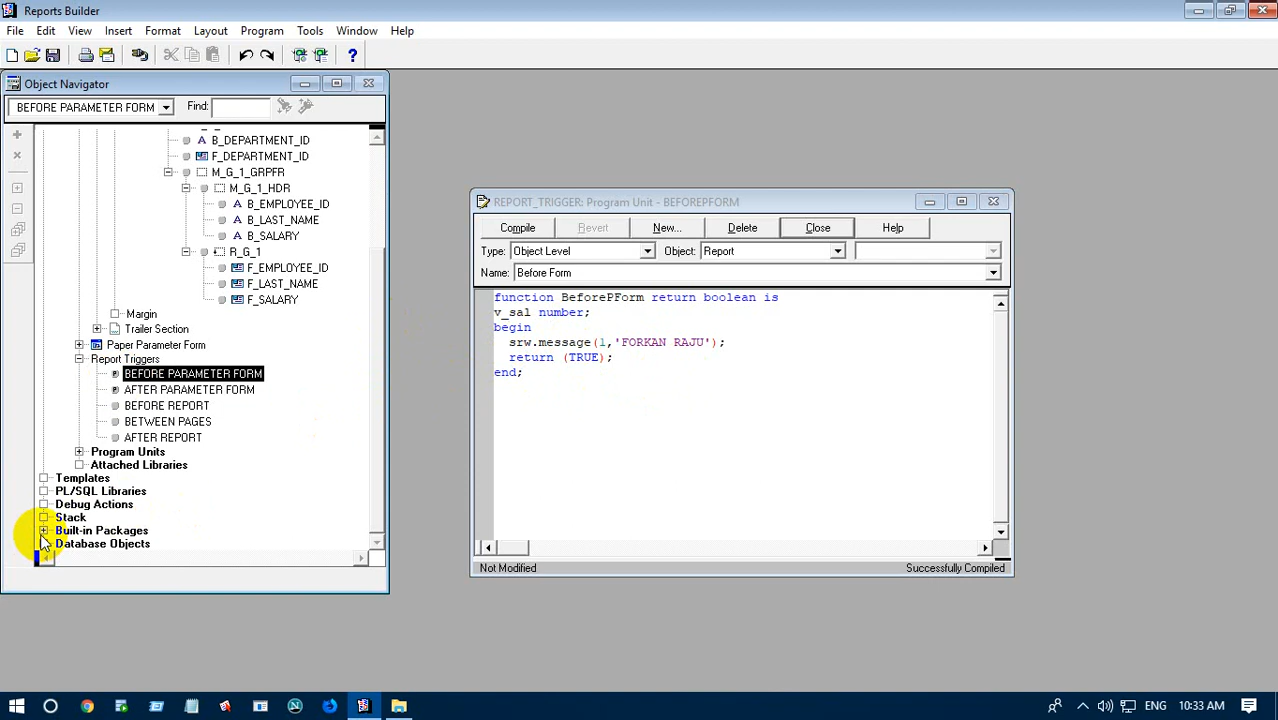 Reports Builder
File Edit View Insert Format Layout Program Tools Window Help
Object Navigator
BEFORE PARAMETER FORM Find:
B_DEPARTMENT_ID
F_DEPARTMENT_ID
M_G_1_GRPFR
M_G_1_HDR
B_EMPLOYEE_ID
B_LAST_NAME
B_SALARY
R_G_1
F_EMPLOYEE_ID
F_LAST_NAME
F_SALARY
Margin
Trailer Section
Paper Parameter Form
Report Triggers
BEFORE PARAMETER FORM
AFTER PARAMETER FORM
BEFORE REPORT
BETWEEN PAGES
AFTER REPORT
Program Units
Attached Libraries
Templates
PL/SQL Libraries
Debug Actions
Stack
Built-in Packages
Database Objects
REPORT_TRIGGER: Program Unit - BEFOREPFORM
Compile Revert New... Delete Close Help
Type: Object Level Object: Report
Name: Before Form
function BeforePForm return boolean is
v_sal number;
begin
srw.message(1,'FORKAN RAJU');
return (TRUE);
end;
Not Modified Successfully Compiled
ENG 10:33 AM